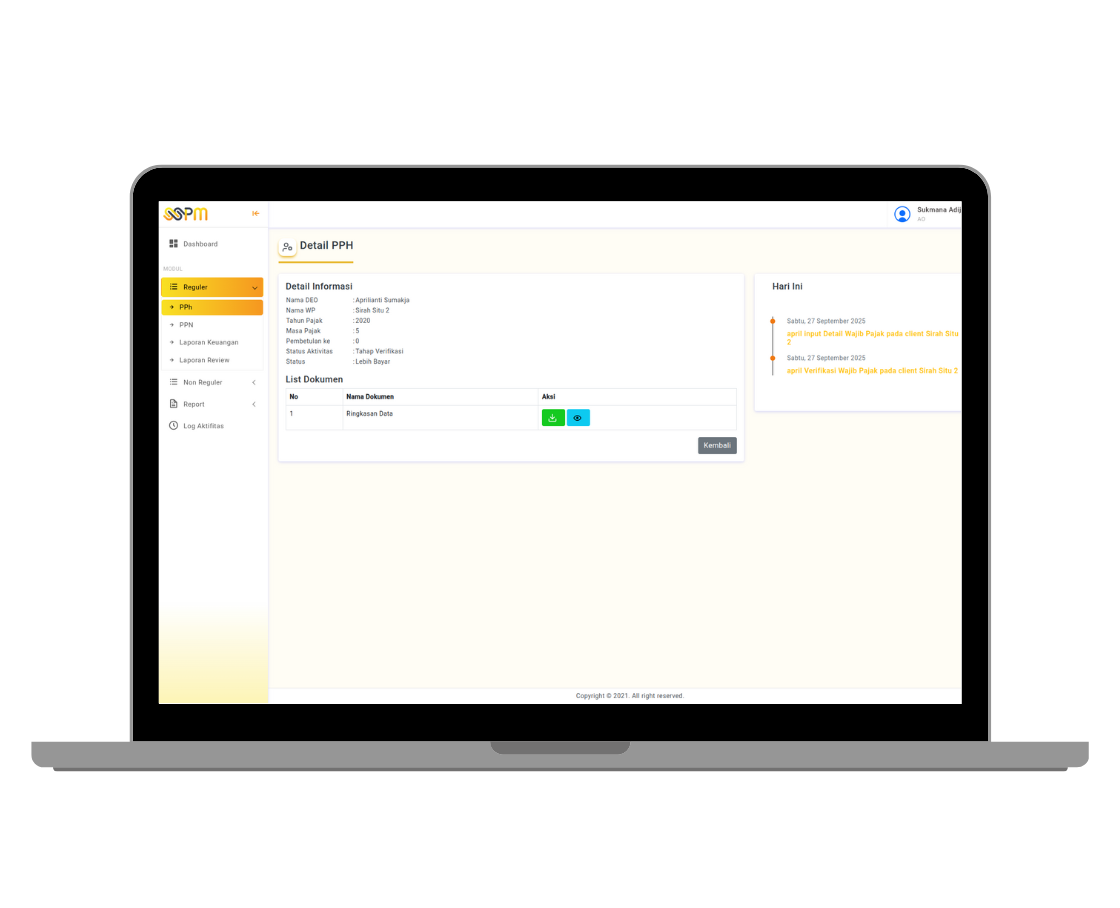 SSPM
Sukmana Adij
AO
Dashboard
MODUL
Reguler
PPh
PPN
Laporan Keuangan
Laporan Review
Non Reguler
Report
Log Aktifitas
Detail PPH
Detail Informasi
Nama DEO : Aprilianti Sumakja
Nama WP : Sirah Situ 2
Tahun Pajak : 2020
Masa Pajak : 5
Pembetulan ke : 0
Status Aktivitas : Tahap Verifikasi
Status : Lebih Bayar
List Dokumen
No Nama Dokumen Aksi
1 Ringkasan Data
Kembali
Hari Ini
Sabtu, 27 September 2025
april input Detail Wajib Pajak pada client Sirah Situ
2
Sabtu, 27 September 2025
april Verifikasi Wajib Pajak pada client Sirah Situ 2
Copyright © 2021. All right reserved.